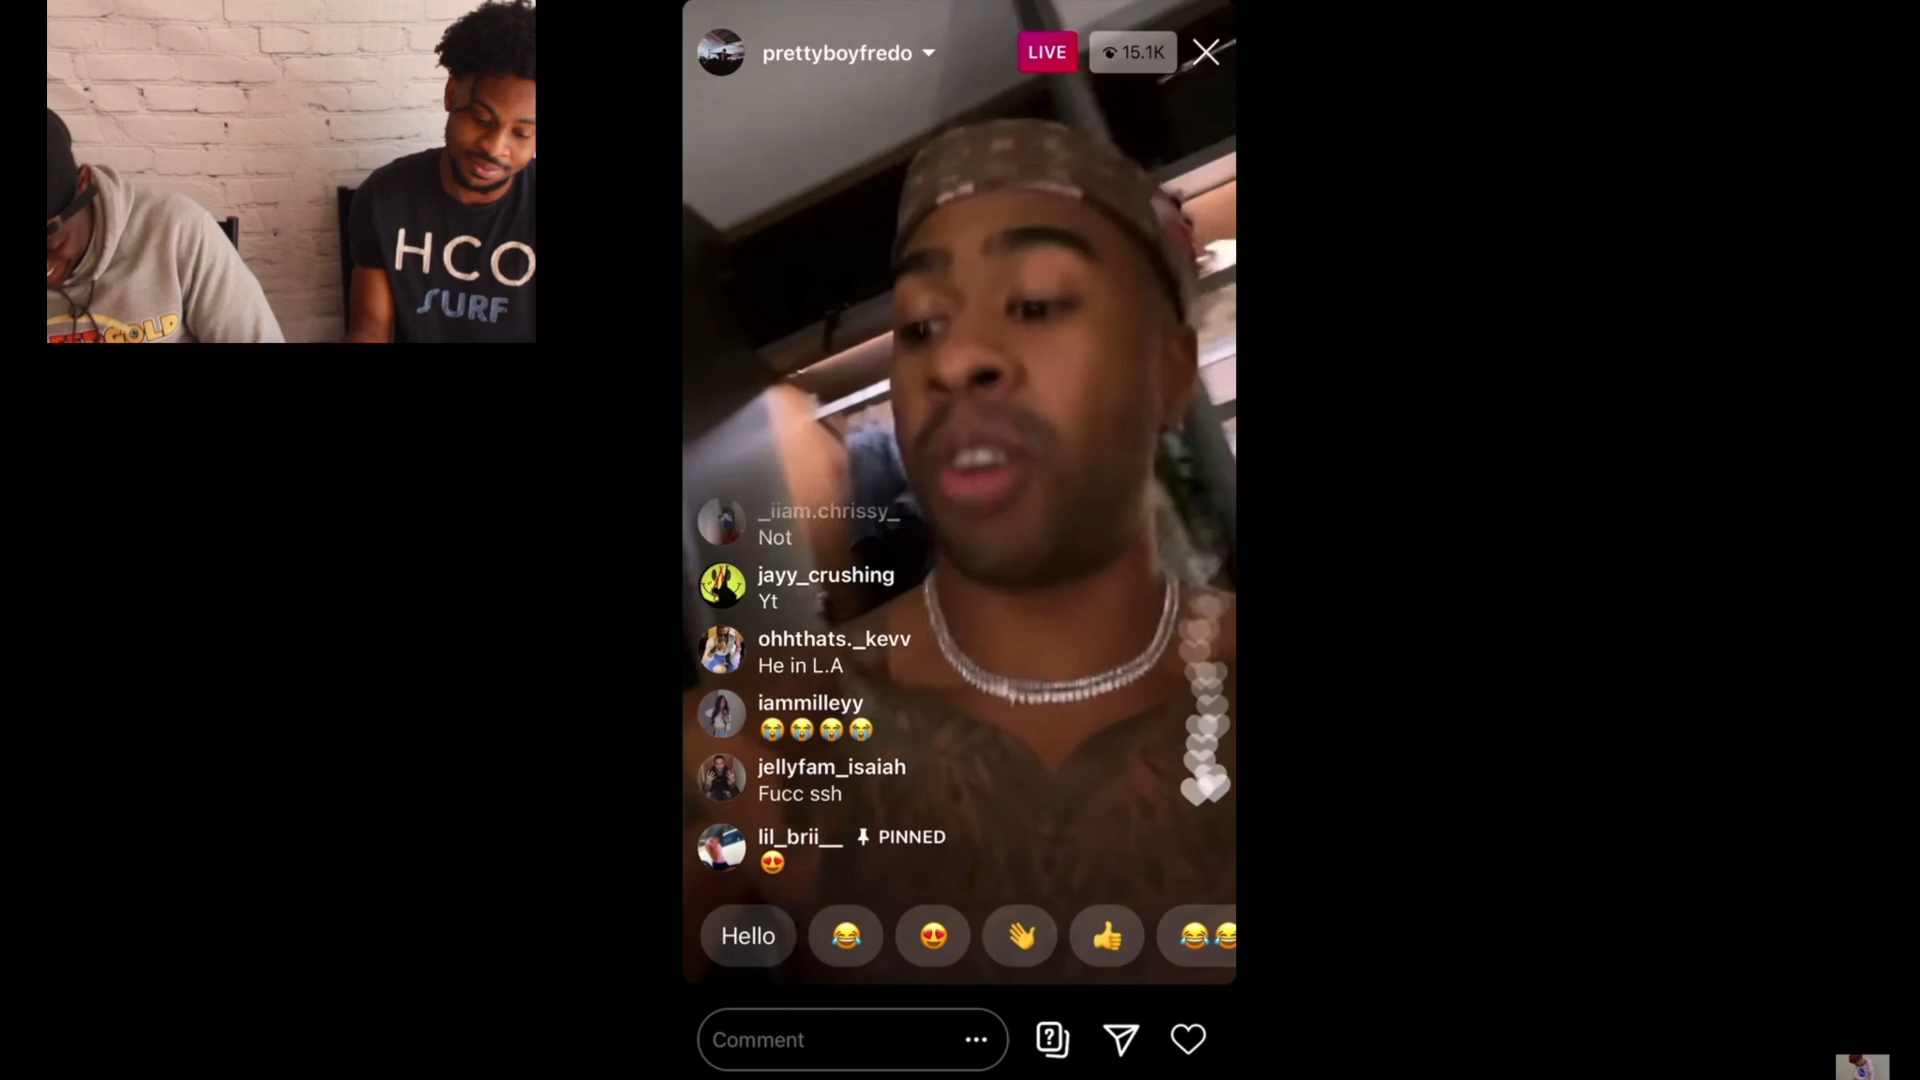 HCO
SURF
GOLD
prettyboyfredo
LIVE
15.1K
_iiam.chrissy_
Not
jayy_crushing
Yt
ohhthats._kevv
He in L.A
iammilleyy
😭😭😭😭
jellyfam_isaiah
Fucc ssh
lil_brii__ PINNED
😍
Hello 😂 😍 👋 👍 😂😂
Comment